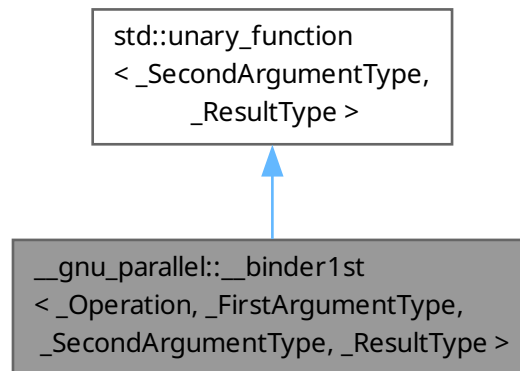 std::unary_function
< _SecondArgumentType,
_ResultType >
__gnu_parallel::__binder1st
< _Operation, _FirstArgumentType,
_SecondArgumentType, _ResultType >